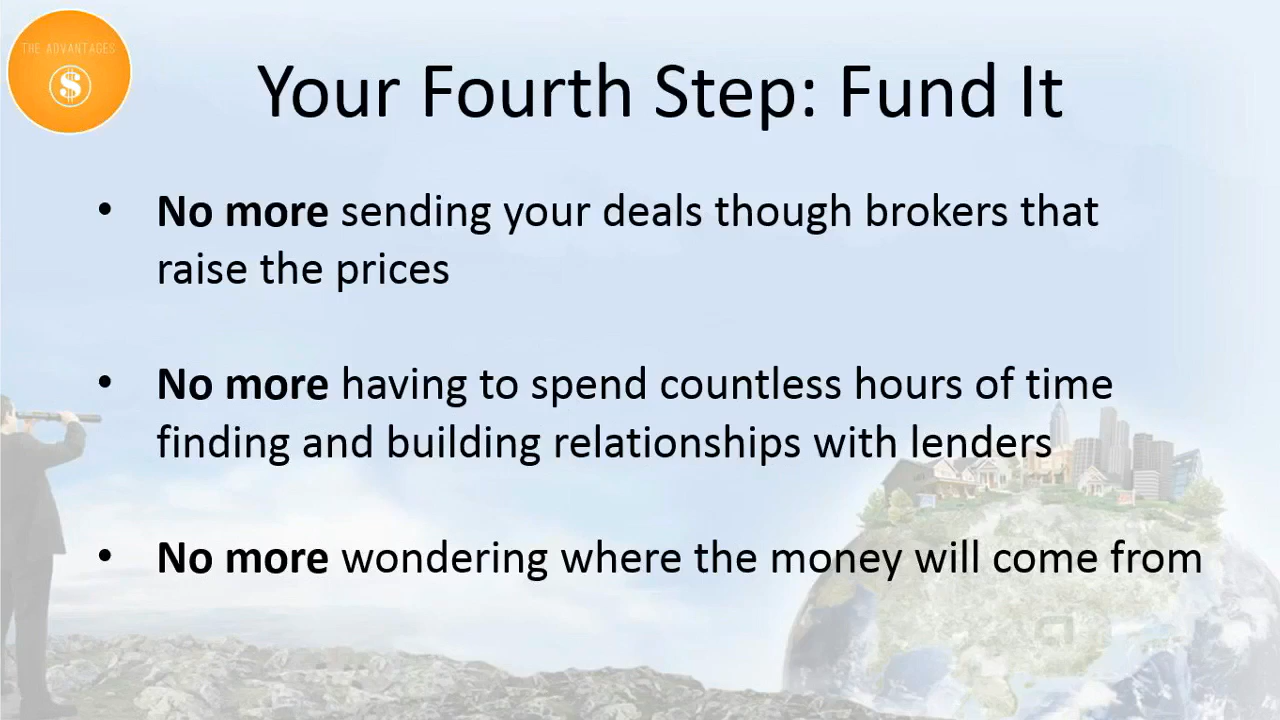 THE ADVANTAGES
$
Your Fourth Step: Fund It
• No more sending your deals though brokers that
raise the prices
• No more having to spend countless hours of time
finding and building relationships with lenders
• No more wondering where the money will come from